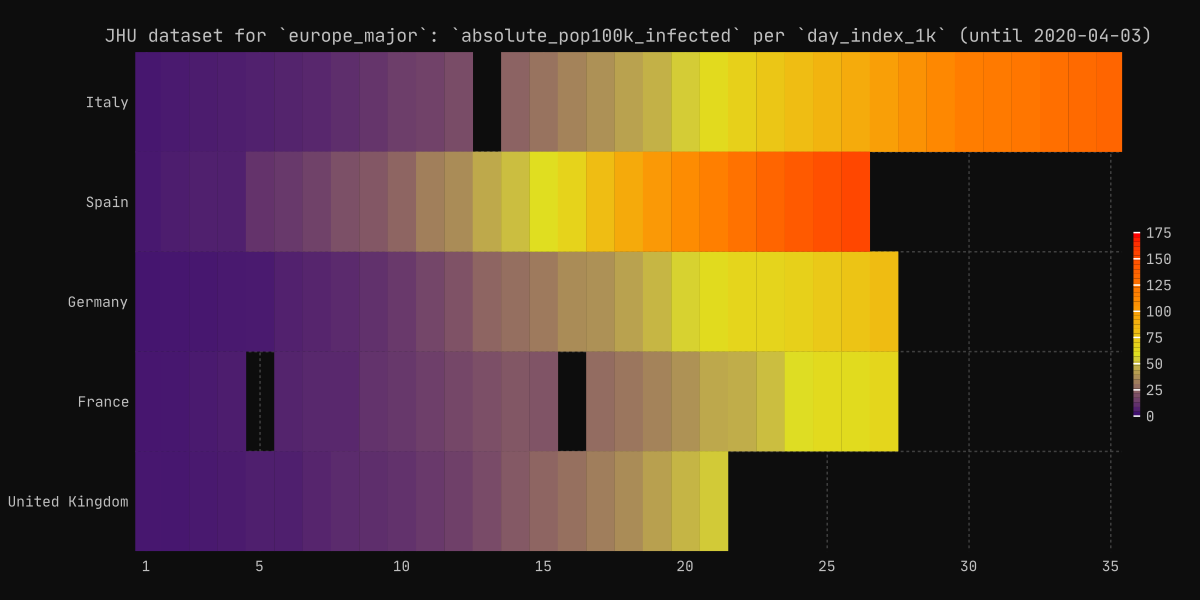 JHU dataset for `europe_major`: `absolute_pop100k_infected` per `day_index_1k` (until 2020-04-03)
Italy
Spain
Germany
France
United Kingdom
175
150
125
100
75
50
25
0
1 5 10 15 20 25 30 35